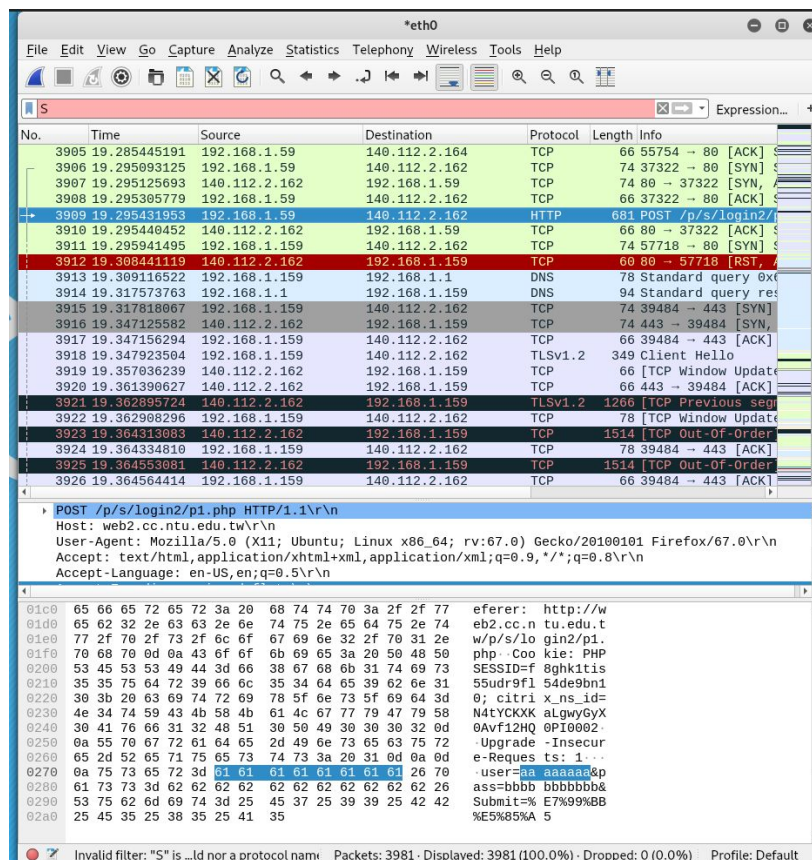 *eth0
File Edit View Go Capture Analyze Statistics Telephony Wireless Tools Help
S Expression... +
No. Time Source Destination Protocol Length Info
3905 19.285445191 192.168.1.59 140.112.2.164 TCP 66 55754 → 80 [ACK] S
3906 19.295093125 192.168.1.59 140.112.2.162 TCP 74 37322 → 80 [SYN] S
3907 19.295125693 140.112.2.162 192.168.1.59 TCP 74 80 → 37322 [SYN, A
3908 19.295305779 192.168.1.59 140.112.2.162 TCP 66 37322 → 80 [ACK] S
3909 19.295431953 192.168.1.59 140.112.2.162 HTTP 681 POST /p/s/login2/p
3910 19.295440452 140.112.2.162 192.168.1.59 TCP 66 80 → 37322 [ACK] S
3911 19.295941495 192.168.1.159 140.112.2.162 TCP 74 57718 → 80 [SYN] S
3912 19.308441119 140.112.2.162 192.168.1.159 TCP 60 80 → 57718 [RST, A
3913 19.309116522 192.168.1.159 192.168.1.1 DNS 78 Standard query 0x
3914 19.317573763 192.168.1.1 192.168.1.159 DNS 94 Standard query res
3915 19.317818067 192.168.1.159 140.112.2.162 TCP 74 39484 → 443 [SYN]
3916 19.347125582 140.112.2.162 192.168.1.159 TCP 74 443 → 39484 [SYN,
3917 19.347156294 192.168.1.159 140.112.2.162 TCP 66 39484 → 443 [ACK]
3918 19.347923504 192.168.1.159 140.112.2.162 TLSv1.2 349 Client Hello
3919 19.357036239 140.112.2.162 192.168.1.159 TCP 66 [TCP Window Update
3920 19.361390627 140.112.2.162 192.168.1.159 TCP 66 443 → 39484 [ACK]
3921 19.362895724 140.112.2.162 192.168.1.159 TLSv1.2 1266 [TCP Previous segm
3922 19.362908296 192.168.1.159 140.112.2.162 TCP 78 [TCP Window Update
3923 19.364313083 140.112.2.162 192.168.1.159 TCP 1514 [TCP Out-Of-Order
3924 19.364334810 192.168.1.159 140.112.2.162 TCP 78 39484 → 443 [ACK]
3925 19.364553081 140.112.2.162 192.168.1.159 TCP 1514 [TCP Out-Of-Order
3926 19.364564414 192.168.1.159 140.112.2.162 TCP 66 39484 → 443 [ACK]
POST /p/s/login2/p1.php HTTP/1.1\r\n
Host: web2.cc.ntu.edu.tw\r\n
User-Agent: Mozilla/5.0 (X11; Ubuntu; Linux x86_64; rv:67.0) Gecko/20100101 Firefox/67.0\r\n
Accept: text/html,application/xhtml+xml,application/xml;q=0.9,*/*;q=0.8\r\n
Accept-Language: en-US,en;q=0.5\r\n
01c0 65 66 65 72 65 72 3a 20 68 74 74 70 3a 2f 2f 77 eferer: http://w
01d0 65 62 32 2e 63 63 2e 6e 74 75 2e 65 64 75 2e 74 eb2.cc.n tu.edu.t
01e0 77 2f 70 2f 73 2f 6c 6f 67 69 6e 32 2f 70 31 2e w/p/s/lo gin2/p1.
01f0 70 68 70 0d 0a 43 6f 6f 6b 69 65 3a 20 50 48 50 php··Coo kie: PHP
0200 53 45 53 53 49 44 3d 66 38 67 68 6b 31 74 69 73 SESSID=f 8ghk1tis
0210 35 35 75 64 72 39 66 6c 35 34 64 65 39 62 6e 31 55udr9fl 54de9bn1
0220 30 3b 20 63 69 74 72 69 78 5f 6e 73 5f 69 64 3d 0; citri x_ns_id=
0230 4e 34 74 59 43 4b 58 4b 61 4c 67 77 79 47 79 58 N4tYCKXK aLgwyGyX
0240 30 41 76 66 31 32 48 51 30 50 49 30 30 30 32 0d 0Avf12HQ 0PI0002·
0250 0a 55 70 67 72 61 64 65 2d 49 6e 73 65 63 75 72 ·Upgrade -Insecur
0260 65 2d 52 65 71 75 65 73 74 73 3a 20 31 0d 0a 0d e-Reques ts: 1···
0270 0a 75 73 65 72 3d 61 61 61 61 61 61 61 61 26 70 ·user=aa aaaaaa&p
0280 61 73 73 3d 62 62 62 62 62 62 62 62 62 62 62 26 ass=bbbb bbbbbbb&
0290 53 75 62 6d 69 74 3d 25 45 37 25 39 39 25 42 42 Submit=% E7%99%BB
02a0 25 45 35 25 38 35 25 41 35 %E5%85%A 5
Invalid filter: "S" is ...ld nor a protocol name Packets: 3981 · Displayed: 3981 (100.0%) · Dropped: 0 (0.0%) Profile: Default